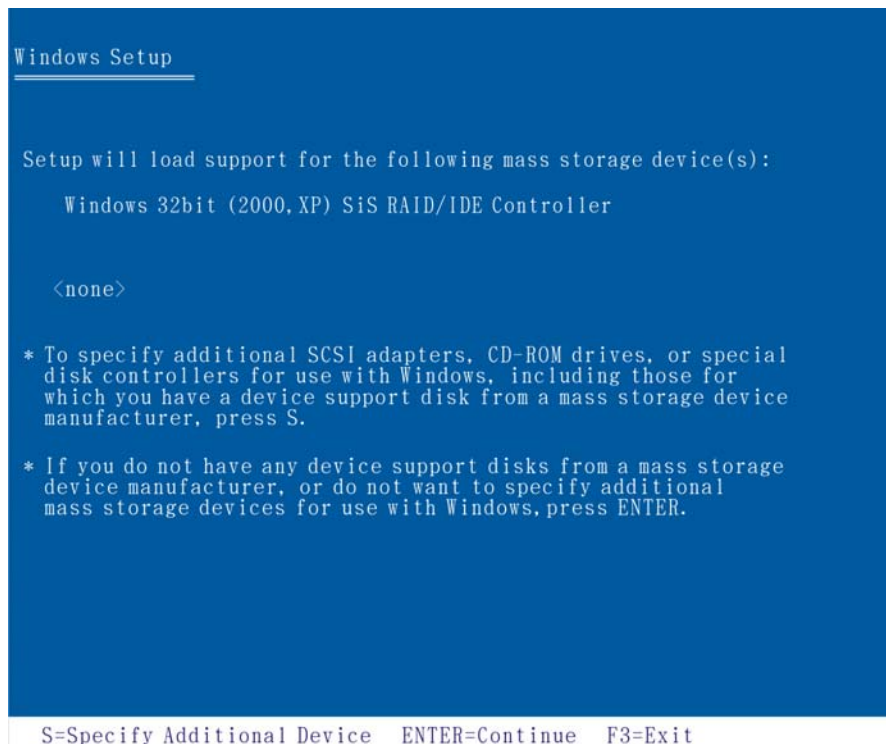 Windows Setup
Setup will load support for the following mass storage device(s):
Windows 32bit (2000,XP) SiS RAID/IDE Controller
<none>
* To specify additional SCSI adapters, CD-ROM drives, or special
disk controllers for use with Windows, including those for
which you have a device support disk from a mass storage device
manufacturer, press S.
* If you do not have any device support disks from a mass storage
device manufacturer, or do not want to specify additional
mass storage devices for use with Windows,press ENTER.
S=Specify Additional Device ENTER=Continue F3=Exit